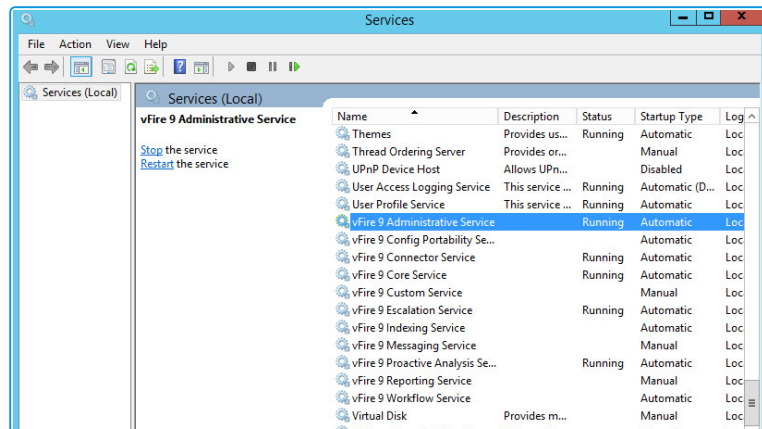 Services
File Action View Help
Services (Local)
Services (Local)
vFire 9 Administrative Service
Stop the service
Restart the service
Name Description Status Startup Type Log
Themes Provides us... Running Automatic Loc
Thread Ordering Server Provides or... Manual Loc
UPnP Device Host Allows UPn... Disabled Loc
User Access Logging Service This service ... Running Automatic (D... Loc
User Profile Service This service ... Running Automatic Loc
vFire 9 Administrative Service Running Automatic Loc
vFire 9 Config Portability Se... Automatic Loc
vFire 9 Connector Service Running Automatic Loc
vFire 9 Core Service Running Automatic Loc
vFire 9 Custom Service Manual Loc
vFire 9 Escalation Service Running Automatic Loc
vFire 9 Indexing Service Automatic Loc
vFire 9 Messaging Service Manual Loc
vFire 9 Proactive Analysis Se... Running Automatic Loc
vFire 9 Reporting Service Manual Loc
vFire 9 Workflow Service Automatic Loc
Virtual Disk Provides m... Manual Loc